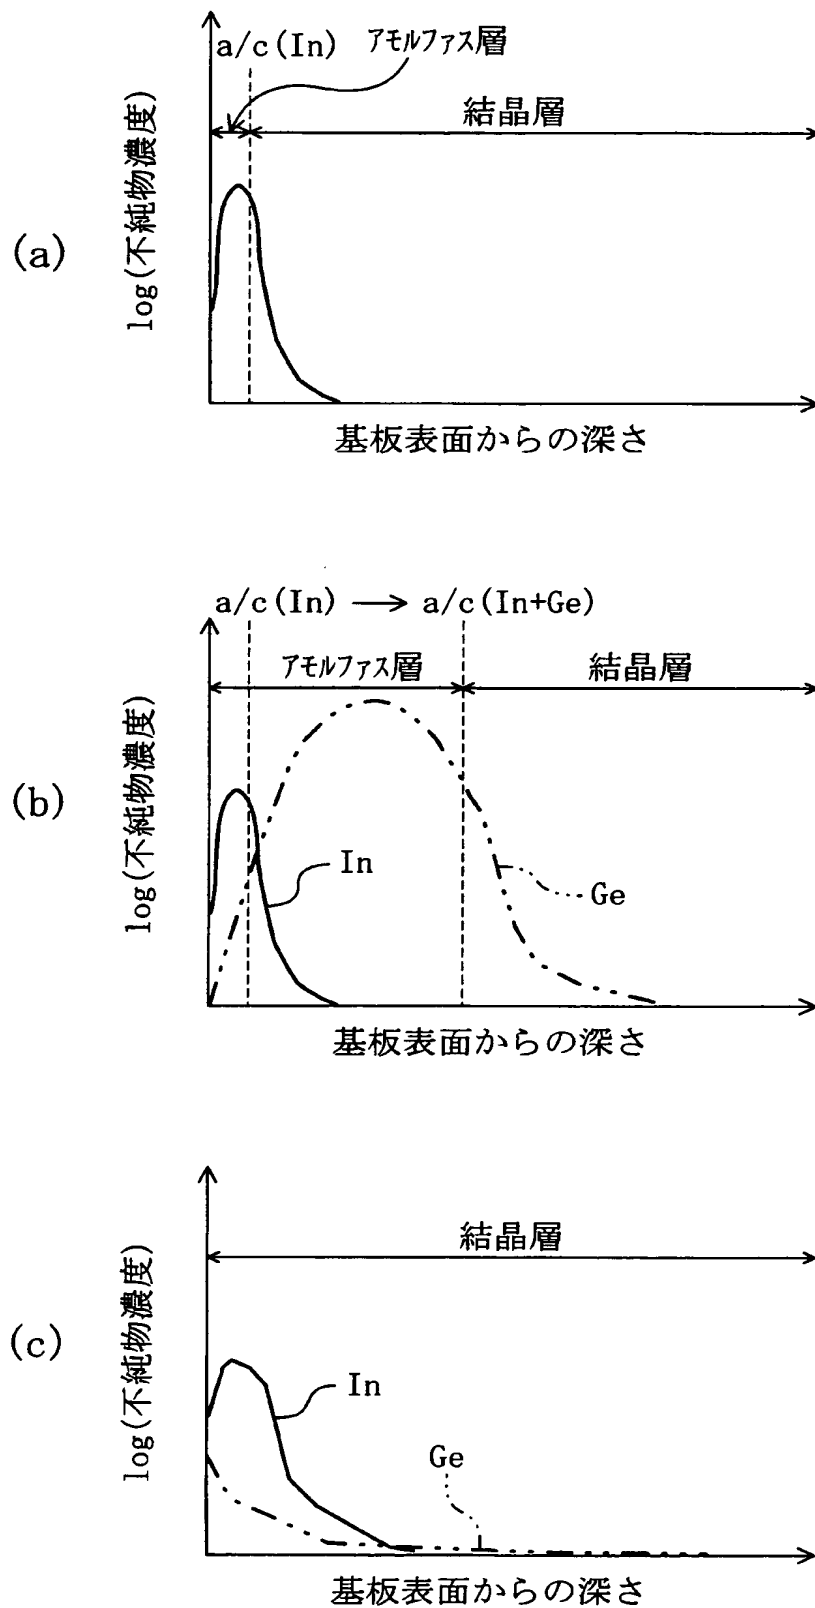 a/c(In) アモルファス層
結晶層
(a)
log(不純物濃度)
基板表面からの深さ
a/c(In) → a/c(In+Ge)
アモルファス層 結晶層
(b)
log(不純物濃度)
In
Ge
基板表面からの深さ
結晶層
(c)
log(不純物濃度)
In
Ge
基板表面からの深さ